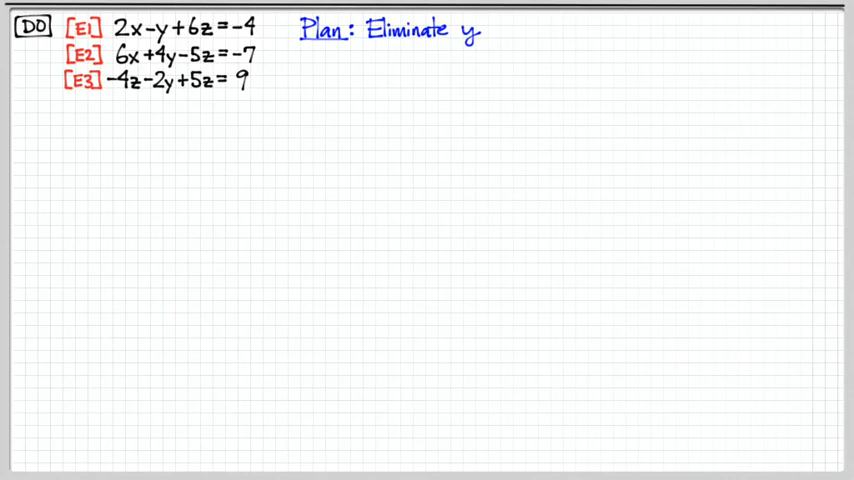 DO [E1] 2x-y+6z=-4 Plan: Eliminate y
[E2] 6x+4y-5z=-7
[E3] -4z-2y+5z=9